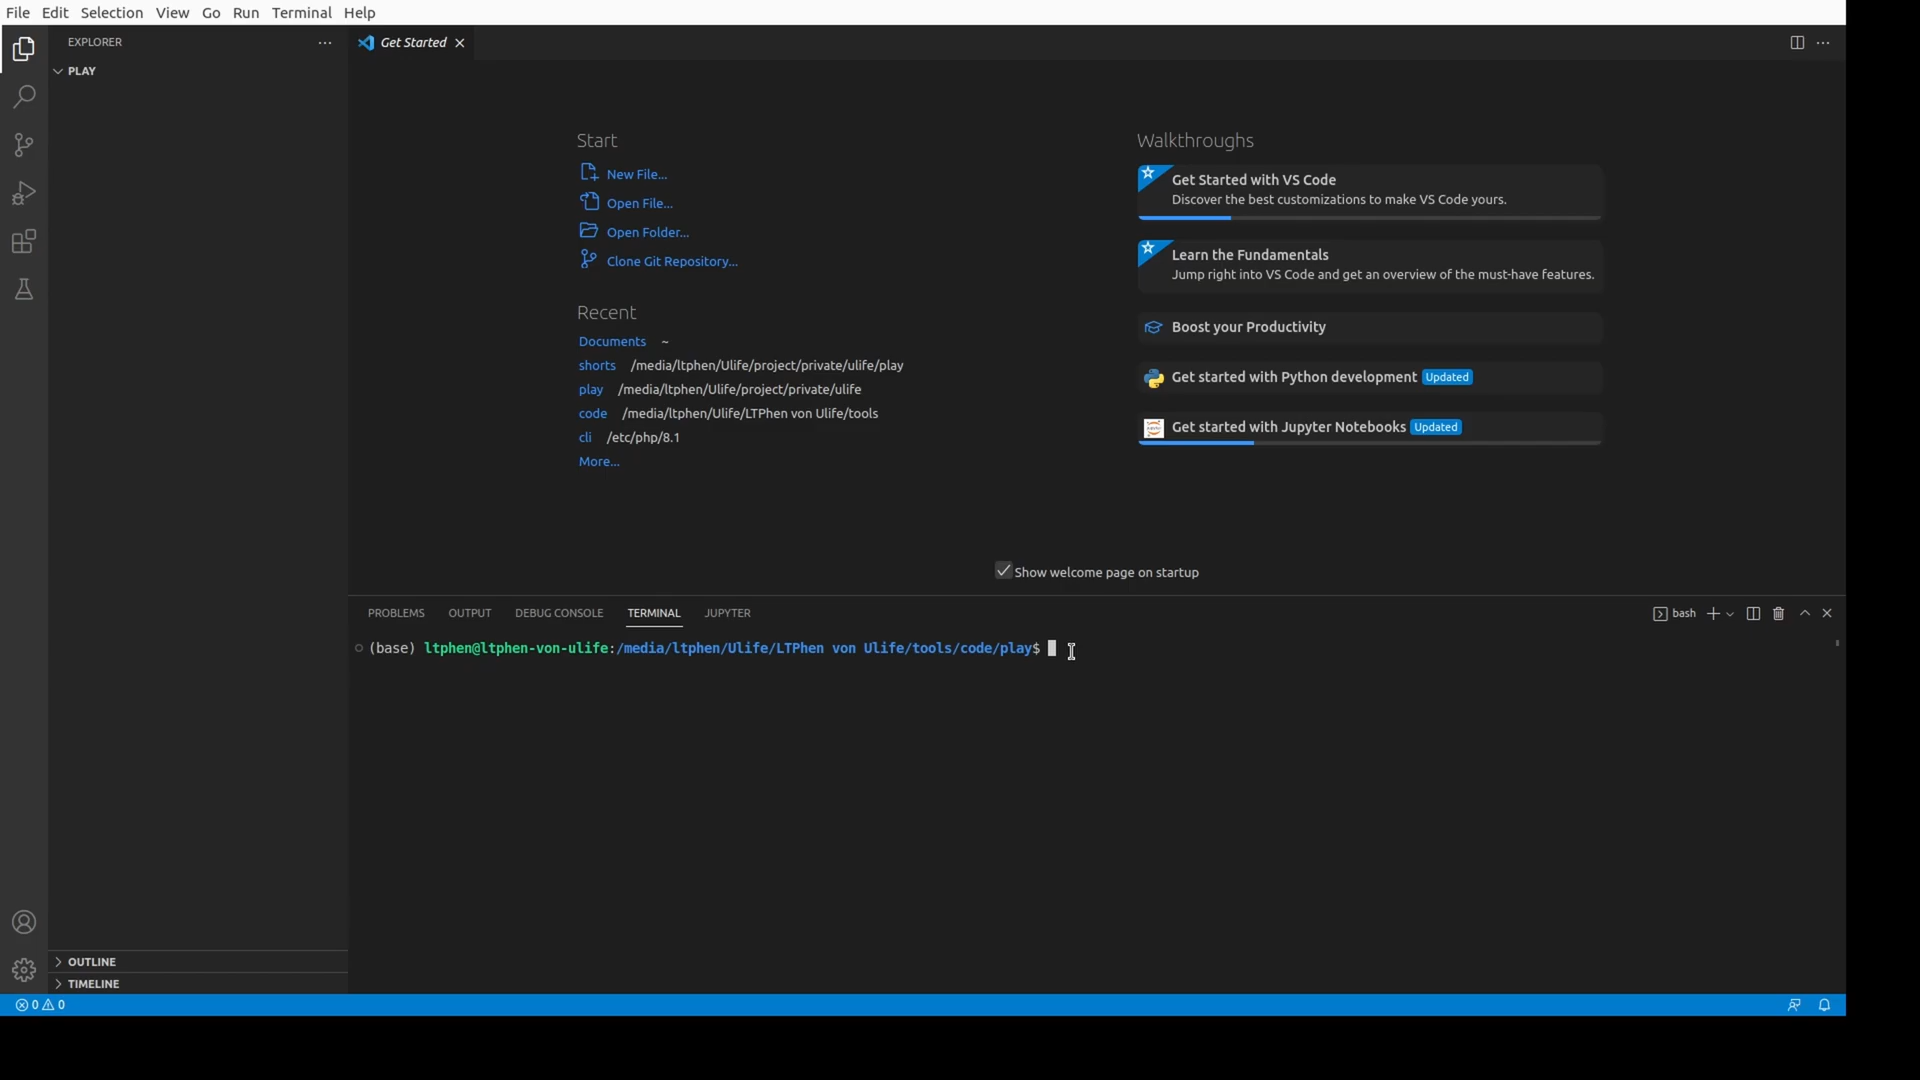 File Edit Selection View Go Run Terminal Help
EXPLORER
PLAY
Get Started
Start
New File...
Open File...
Open Folder...
Clone Git Repository...
Recent
Documents ~
shorts /media/ltphen/Ulife/project/private/ulife/play
play /media/ltphen/Ulife/project/private/ulife
code /media/ltphen/Ulife/LTPhen von Ulife/tools
cli /etc/php/8.1
More...
Walkthroughs
Get Started with VS Code
Discover the best customizations to make VS Code yours.
Learn the Fundamentals
Jump right into VS Code and get an overview of the must-have features.
Boost your Productivity
Get started with Python development Updated
Get started with Jupyter Notebooks Updated
Show welcome page on startup
PROBLEMS OUTPUT DEBUG CONSOLE TERMINAL JUPYTER bash
(base) ltphen@ltphen-von-ulife:/media/ltphen/Ulife/LTPhen von Ulife/tools/code/play$
OUTLINE
TIMELINE
0 0